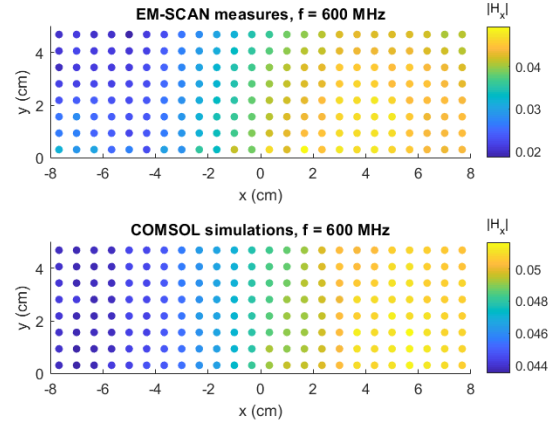 EM-SCAN measures, f = 600 MHz
|Hₓ|
y (cm)
4
2
0
-8 -6 -4 -2 0 2 4 6 8
x (cm)
0.04
0.03
0.02
COMSOL simulations, f = 600 MHz
|Hₓ|
y (cm)
4
2
0
-8 -6 -4 -2 0 2 4 6 8
x (cm)
0.05
0.048
0.046
0.044